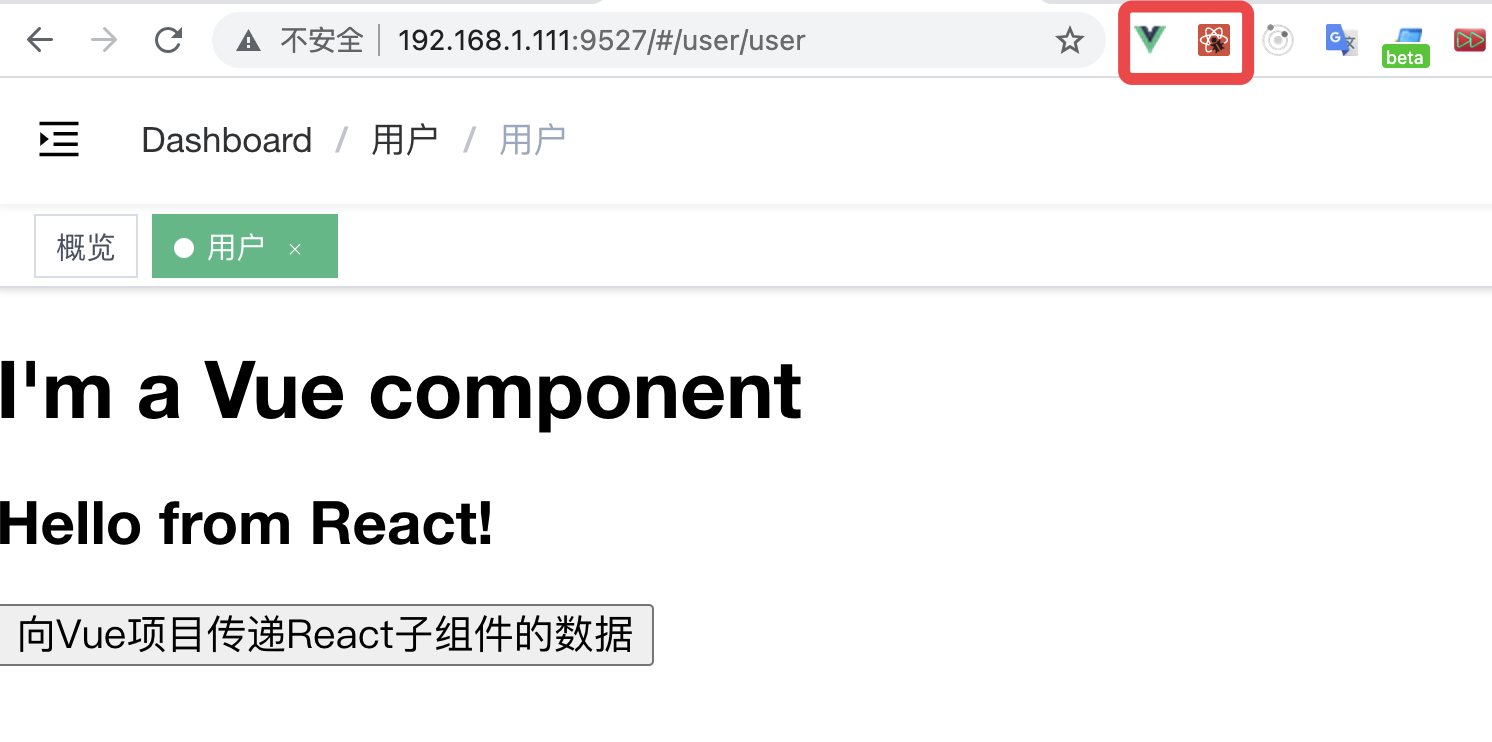 不安全 192.168.1.111:9527/#/user/user
beta
Dashboard / 用户 / 用户
概览 用户 ×
I'm a Vue component
Hello from React!
向Vue项目传递React子组件的数据